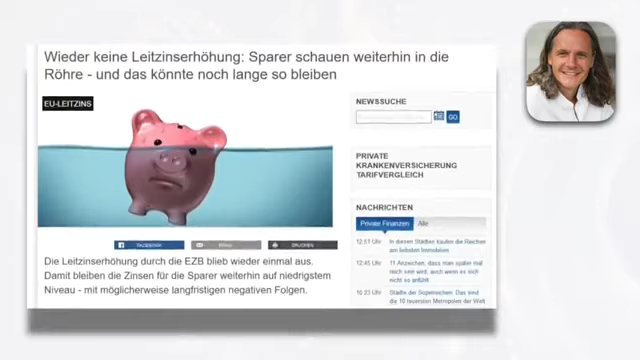 Wieder keine Leitzinserhöhung: Sparer schauen weiterhin in die
Röhre - und das könnte noch lange so bleiben
EU-LEITZINS
NEWSSUCHE
GO
PRIVATE
KRANKENVERSICHERUNG
TARIFVERGLEICH
NACHRICHTEN
Private Finanzen
Alle
12:51 Uhr In diesen Städten kaufen die Reichen
am liebsten Immobilien
12:45 Uhr 11 Anzeichen, dass man später mal
reich sein wird, auch wenn es sich
nicht so anfühlt
10:23 Uhr Städte der Superreichen: Das sind
die 10 teuersten Metropolen der Welt
FACEBOOK
EMAIL
DRUCKEN
Die Leitzinserhöhung durch die EZB blieb wieder einmal aus.
Damit bleiben die Zinsen für die Sparer weiterhin auf niedrigstem
Niveau - mit möglicherweise langfristigen negativen Folgen.